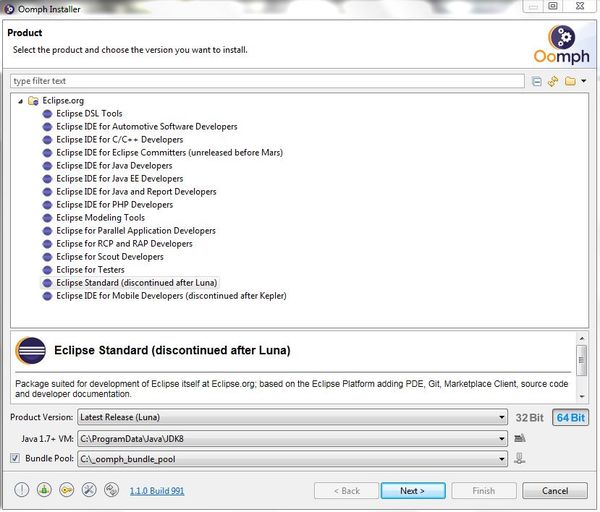 Oomph Installer
Product
Select the product and choose the version you want to install.
Oomph
type filter text
Eclipse.org
Eclipse DSL Tools
Eclipse IDE for Automotive Software Developers
Eclipse IDE for C/C++ Developers
Eclipse IDE for Eclipse Committers (unreleased before Mars)
Eclipse IDE for Java Developers
Eclipse IDE for Java EE Developers
Eclipse IDE for Java and Report Developers
Eclipse IDE for PHP Developers
Eclipse Modeling Tools
Eclipse for Parallel Application Developers
Eclipse for RCP and RAP Developers
Eclipse for Scout Developers
Eclipse for Testers
Eclipse Standard (discontinued after Luna)
Eclipse IDE for Mobile Developers (discontinued after Kepler)
Eclipse Standard (discontinued after Luna)
Package suited for development of Eclipse itself at Eclipse.org; based on the Eclipse Platform adding PDE, Git, Marketplace Client, source code
and developer documentation.
Product Version: Latest Release (Luna) 32 Bit 64 Bit
Java 1.7+ VM: C:\ProgramData\Java\JDK8
Bundle Pool: C:\_oomph_bundle_pool
1.1.0 Build 991 < Back Next > Finish Cancel